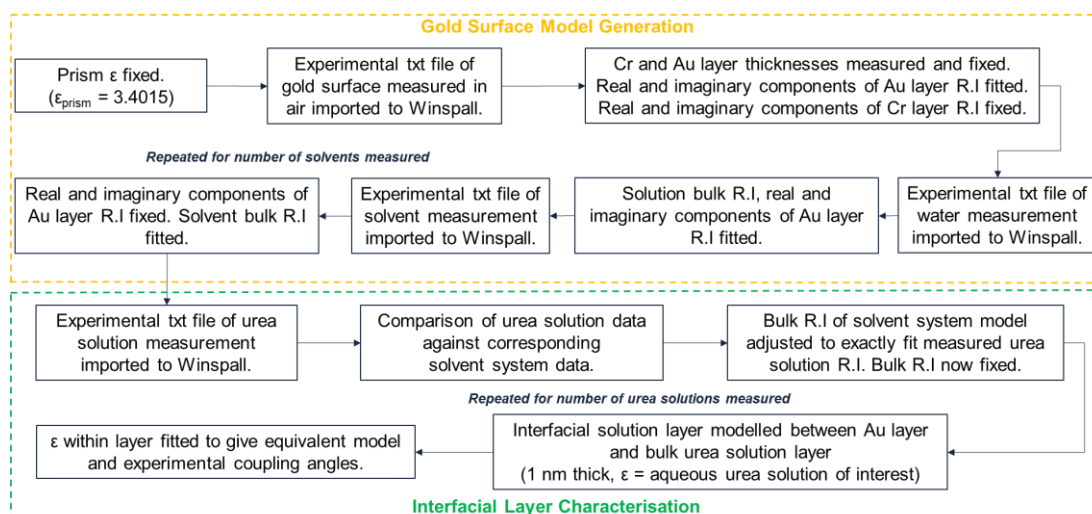 Gold Surface Model Generation
Prism ε fixed.
(εprism = 3.4015)
Experimental txt file of
gold surface measured in
air imported to Winspall.
Cr and Au layer thicknesses measured and fixed.
Real and imaginary components of Au layer R.I fitted.
Real and imaginary components of Cr layer R.I fixed.
Repeated for number of solvents measured
Experimental txt file of
water measurement
imported to Winspall.
Solution bulk R.I, real and
imaginary components of Au layer
R.I fitted.
Experimental txt file of
solvent measurement
imported to Winspall.
Real and imaginary components of
Au layer R.I fixed. Solvent bulk R.I
fitted.
Experimental txt file of urea
solution measurement
imported to Winspall.
Comparison of urea solution data
against corresponding
solvent system data.
Bulk R.I of solvent system model
adjusted to exactly fit measured urea
solution R.I. Bulk R.I now fixed.
Repeated for number of urea solutions measured
Interfacial solution layer modelled between Au layer
and bulk urea solution layer
(1 nm thick, ε = aqueous urea solution of interest)
ε within layer fitted to give equivalent model
and experimental coupling angles.
Interfacial Layer Characterisation